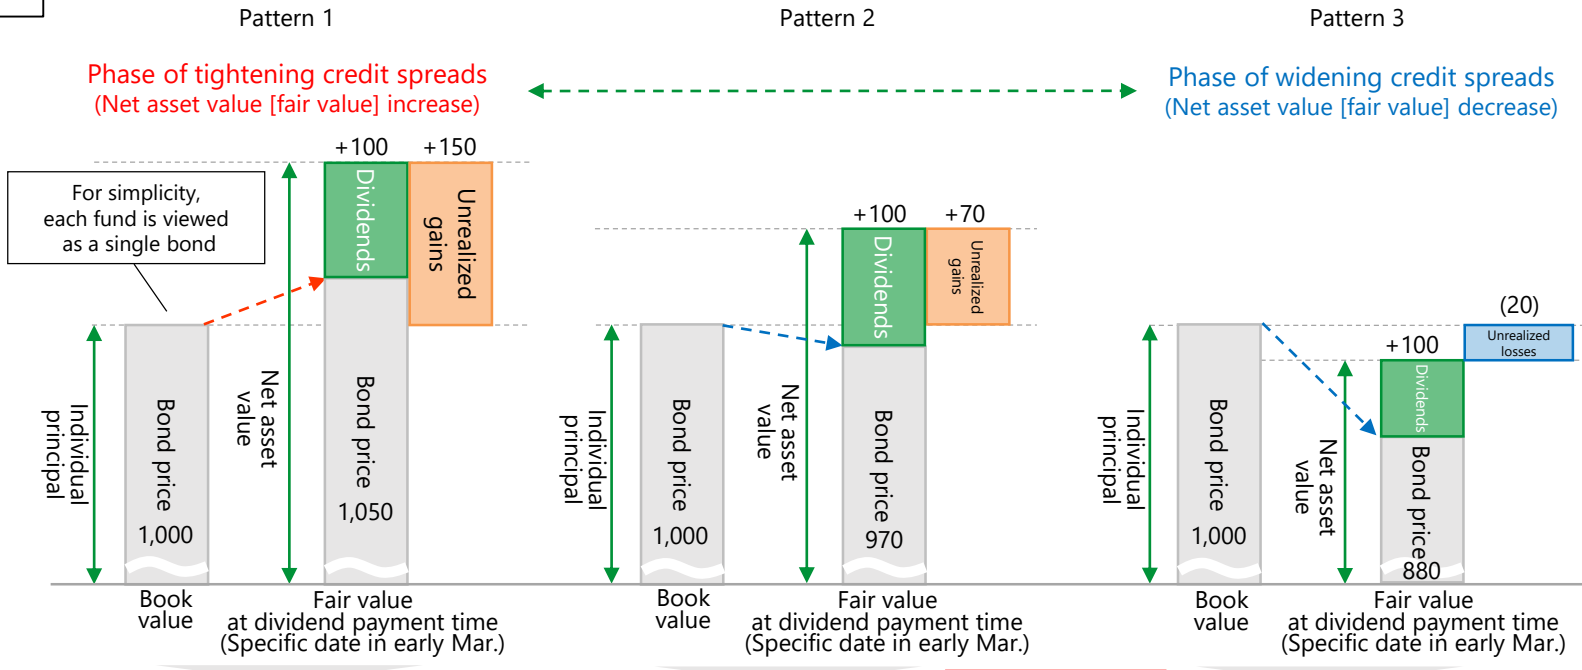 Pattern 1
Pattern 2
Pattern 3
Phase of tightening credit spreads
(Net asset value [fair value] increase)
Phase of widening credit spreads
(Net asset value [fair value] decrease)
For simplicity,
each fund is viewed
as a single bond
+100
+150
Dividends
Unrealized
gains
Individual
principal
Bond price
1,000
Net asset
value
Bond price
1,050
Book
value
Fair value
at dividend payment time
(Specific date in early Mar.)
+100
+70
Dividends
Unrealized
gains
Individual
principal
Bond price
1,000
Net asset
value
Bond price
970
Book
value
Fair value
at dividend payment time
(Specific date in early Mar.)
(20)
Unrealized
losses
+100
Dividends
Individual
principal
Bond price
1,000
Net asset
value
Bond price
880
Book
value
Fair value
at dividend payment time
(Specific date in early Mar.)